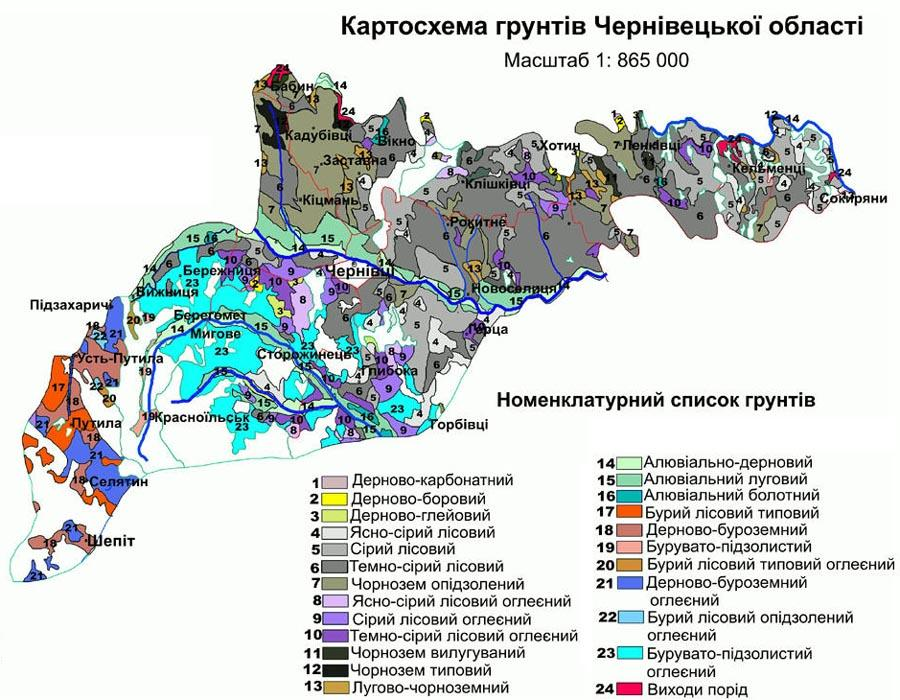 Картосхема грунтів Чернівецької області
Масштаб 1: 865 000
Бабин
Кадубівці
Вікно
Заставна
Кіцмань
Хотин
Клішківці
Ленківці
Кельменці
Сокиряни
Рокитне
Новоселиця
Чернівці
Герца
Бережниця
Вижниця
Підзахаричі
Берегомет
Мигове
Сторожинець
Глибока
Усть-Путила
Путила
Красноїльськ
Горбівці
Селятин
Шепіт
Номенклатурний список грунтів
1 Дерново-карбонатний
2 Дерново-боровий
3 Дерново-глейовий
4 Ясно-сірий лісовий
5 Сірий лісовий
6 Темно-сірий лісовий
7 Чорнозем опідзолений
8 Ясно-сірий лісовий оглеєний
9 Сірий лісовий оглеєний
10 Темно-сірий лісовий оглеєний
11 Чорнозем вилугуваний
12 Чорнозем типовий
13 Лугово-чорноземний
14 Алювіально-дерновий
15 Алювіальний луговий
16 Алювіальний болотний
17 Бурий лісовий типовий
18 Дерново-буроземний
19 Бурувато-підзолистий
20 Бурий лісовий типовий оглеєний
21 Дерново-буроземний
оглеєний
22 Бурий лісовий опідзолений
оглеєний
23 Бурувато-підзолистий
оглеєний
24 Виходи порід